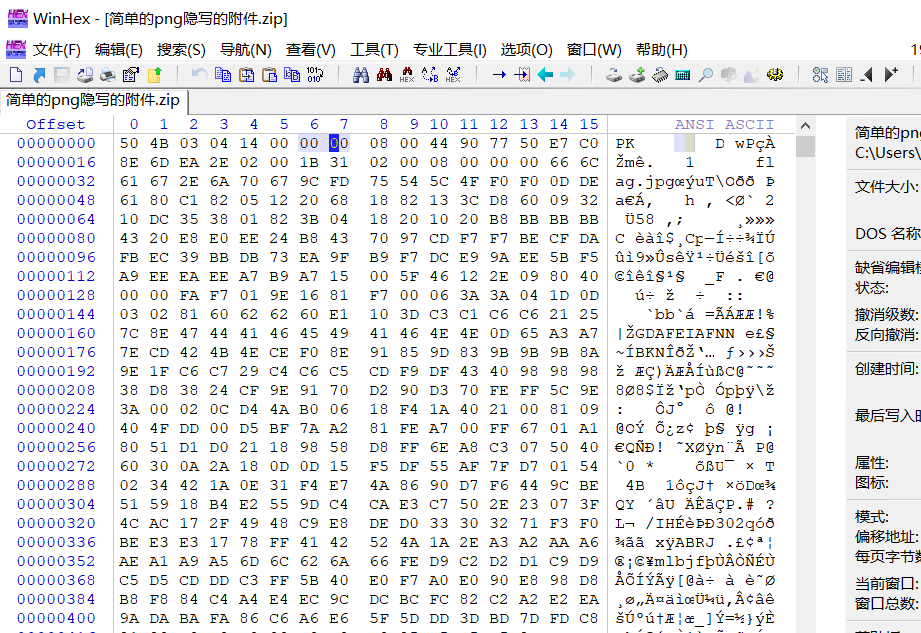 WinHex - [简单的png隐写的附件.zip]
文件(F) 编辑(E) 搜索(S) 导航(N) 查看(V) 工具(T) 专业工具(I) 选项(O) 窗口(W) 帮助(H)
简单的png隐写的附件.zip
Offset 0 1 2 3 4 5 6 7 8 9 10 11 12 13 14 15 ANSI ASCII
00000000 50 4B 03 04 14 00 00 00 08 00 44 90 77 50 E7 C0 PK D wPçÀ
00000016 8E 6D EA 2E 02 00 1B 31 02 00 08 00 00 00 66 6C Žmê. 1 fl
00000032 61 67 2E 6A 70 67 9C FD 75 54 5C 4F F0 F0 0D DE ag.jpgœýuT\Oðð Þ
00000048 61 80 C1 82 05 12 20 68 18 82 13 3C D8 60 09 32 a€Á‚ h ‚ <Ø` 2
00000064 10 DC 35 38 01 82 3B 04 18 20 10 20 B8 BB BB BB Ü58 ‚; ¸»»»
00000080 43 20 E8 E0 EE 24 B8 43 70 97 CD F7 F7 BE CF DA C èàî$¸Cp—Í÷÷¾ÏÚ
00000096 FB EC 39 BB DB 73 EA 9F B9 F7 DC E9 9A EE 5B F5 ûì9»ÛsêŸ¹÷Üéšî[õ
00000112 A9 EE EA EE A7 B9 A7 15 00 5F 46 12 2E 09 80 40 ©îêî§¹§ _F . €@
00000128 00 00 FA F7 01 9E 16 81 F7 00 06 3A 3A 04 1D 0D ú÷ ž ÷ ::
00000144 03 02 81 60 62 62 60 E1 10 3D C3 C1 C6 C6 21 25 `bb`á =ÃÁÆÆ!%
00000160 7C 8E 47 44 41 46 45 49 41 46 4E 4E 0D 65 A3 A7 |ŽGDAFEIAFNN e£§
00000176 7E CD 42 4B 4E CE F0 8E 91 85 9D 83 9B 9B 9B 8A ~ÍBKNÎðŽ‘… ƒ›››Š
00000192 9E 1F C6 C7 29 C4 C6 C5 CD F9 DF 43 40 98 98 98 ž ÆÇ)ÄÆÅÍùßC@˜˜˜
00000208 38 D8 38 24 CF 9E 91 70 D2 90 D3 70 FE FF 5C 9E 8Ø8$Ïž‘pÒ Ópþÿ\ž
00000224 3A 00 02 0C D4 4A B0 06 18 F4 1A 40 21 00 81 09 : ÔJ° ô @!
00000240 40 4F DD 00 D5 BF 7A A2 81 FE A7 00 FF 67 01 A1 @OÝ Õ¿z¢ þ§ ÿg ¡
00000256 80 51 D1 D0 21 18 98 58 D8 FF 6E A8 C3 07 50 40 €QÑÐ! ˜XØÿn¨Ã P@
00000272 60 30 0A 2A 18 0D 0D 15 F5 DF 55 AF 7F D7 01 54 `0 * õßU¯ × T
00000288 02 34 42 1A 0E 31 F4 E7 4A 86 90 D7 F6 44 9C BE 4B 1ôçJ† ×öDœ¾
00000304 51 59 18 B4 E2 55 9D C4 CA E3 C7 50 2E 23 07 3F QY ´âU ÄÊãÇP.# ?
00000320 4C AC 17 2F 49 48 C9 E8 DE D0 33 30 32 71 F3 F0 L¬ /IHÉèÞÐ302qóð
00000336 BE E3 E3 17 78 FF 41 42 52 4A 1A 2E A3 A2 AA A6 ¾ãã xÿABRJ .£¢ª¦
00000352 AE A1 A9 A5 6D 6C 62 6A 66 FE D9 C2 D2 D1 C9 D9 ®¡©¥mlbjfþÙÂÒÑÉÙ
00000368 C5 D5 CD DD C3 FF 5B 40 E0 F7 A0 E0 90 E8 98 D8 ÅÕÍÝÃÿ[@à÷ à è˜Ø
00000384 B8 F8 84 C4 A4 E4 EC 9C DC BC FC 82 C2 A2 E2 EA ¸ø„Ä¤äìœÜ¼ü‚Â¢âê
00000400 9A DA BA FA 86 C6 A6 E6 5F 5D DD 3D BD 7D FD C8 šÚºú†Æ¦æ_]Ý=½}ýÈ
简单的pn
C:\Users\
文件大小:
DOS 名称
缺省编辑模
状态:
撤消级数:
反向撤消:
创建时间:
最后写入时
属性:
图标:
模式:
偏移地址:
每页字节数
当前窗口:
窗口总数: